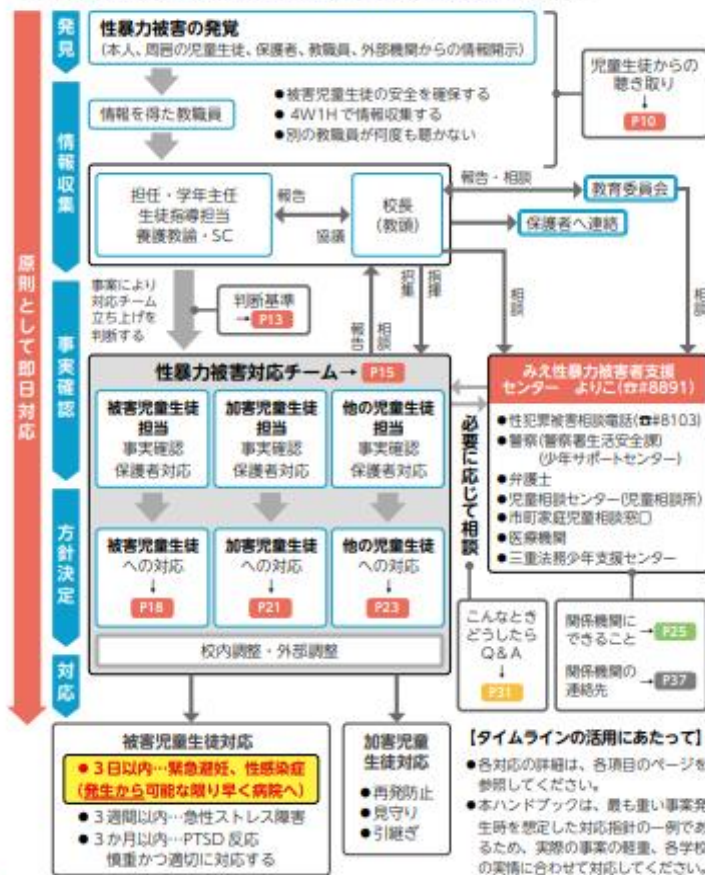 発見
性暴力被害の発覚
(本人、周囲の児童生徒、保護者、教職員、外部機関からの情報開示)
情報収集
情報を得た教職員
●被害児童生徒の安全を確保する
●4W1Hで情報収集する
●別の教職員が何度も聴かない
児童生徒からの
聴き取り
↓
P10
担任・学年主任
生徒指導担当
養護教諭・SC
報告
協議
校長
(教頭)
報告・相談
教育委員会
保護者へ連絡
原則として即日対応
事実確認
事案により
対応チーム
立ち上げを
判断する
判断基準
→P13
報告
相談
招集
指揮
相談
相談
性暴力被害対応チーム→ P15
被害児童生徒
担当
事実確認
保護者対応
加害児童生徒
担当
事実確認
保護者対応
他の児童生徒
担当
事実確認
保護者対応
みえ性暴力被害者支援
センター よりこ(☎#8891)
●性犯罪被害相談電話(☎#8103)
●警察(警察署生活安全課)
(少年サポートセンター)
●弁護士
●児童相談センター(児童相談所)
●市町家庭児童相談窓口
●医療機関
●三重法務少年支援センター
必要に応じて相談
方針決定
被害児童生徒
への対応
↓
P18
加害児童生徒
への対応
↓
P21
他の児童生徒
への対応
↓
P23
校内調整・外部調整
こんなとき
どうしたら
Q&A
↓
P31
関係機関に
できること →P25
関係機関の
連絡先 →P37
対応
被害児童生徒対応
●3日以内…緊急避妊、性感染症
(発生から可能な限り早く病院へ)
●3週間以内…急性ストレス障害
●3か月以内…PTSD反応
慎重かつ適切に対応する
加害児童
生徒対応
●再発防止
●見守り
●引継ぎ
【タイムラインの活用にあたって】
●各対応の詳細は、各項目のページを
参照してください。
●本ハンドブックは、最も重い事案発
生時を想定した対応指針の一例であ
るため、実際の事案の軽重、各学校
の実情に合わせて対応してください。